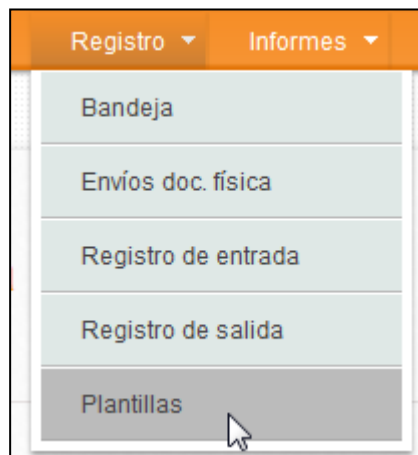 Registro Informes
Bandeja
Envíos doc. física
Registro de entrada
Registro de salida
Plantillas